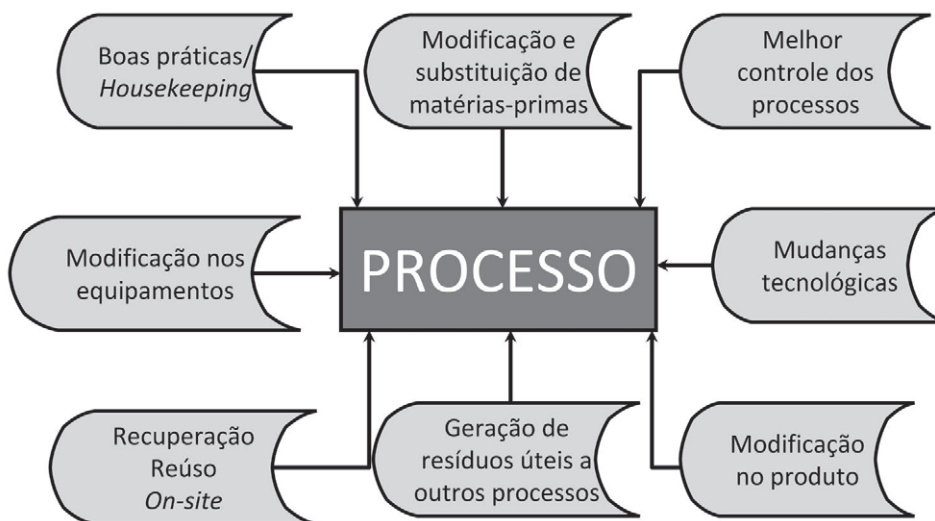 Boas práticas/
Housekeeping
Modificação e
substituição de
matérias-primas
Melhor
controle dos
processos
Modificação nos
equipamentos
PROCESSO
Mudanças
tecnológicas
Recuperação
Reúso
On-site
Geração de
resíduos úteis a
outros processos
Modificação
no produto